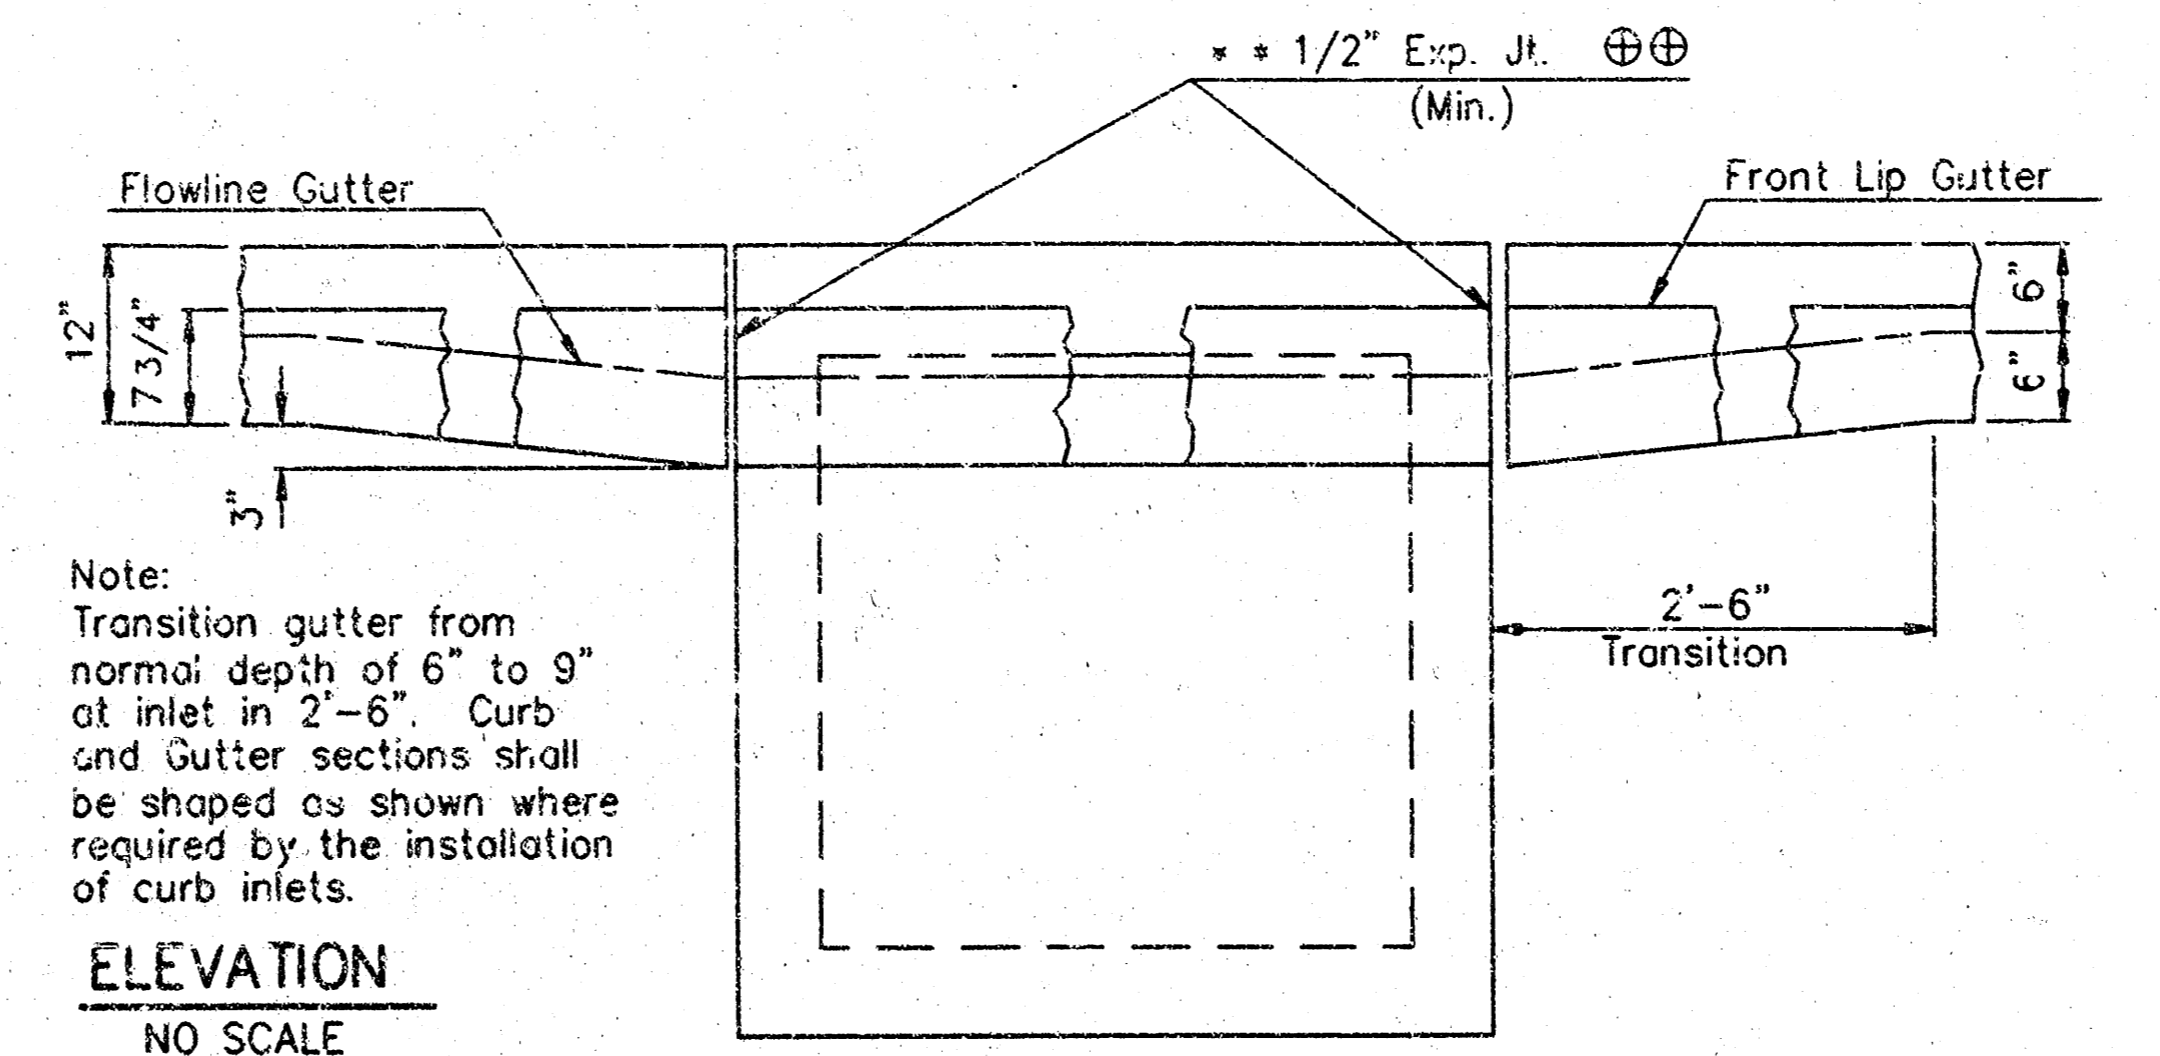 * * 1/2" Exp. Jt. ⊕⊕
(Min.)
Flowline Gutter
Front Lip Gutter
12"
7 3/4"
3"
6"
6"
2'-6"
Transition
Note:
Transition gutter from
normal depth of 6" to 9"
at inlet in 2'-6". Curb
and Gutter sections shall
be shaped as shown where
required by the installation
of curb inlets.
ELEVATION
NO SCALE